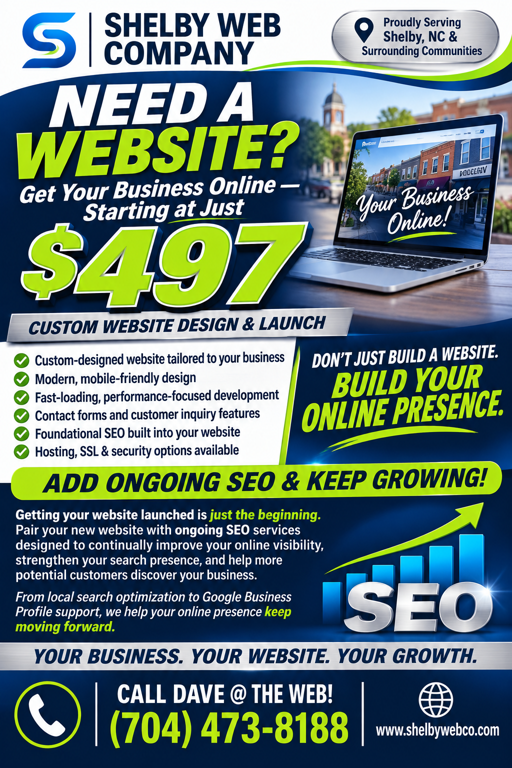 SHELBY WEB
COMPANY
Proudly Serving
Shelby, NC &
Surrounding Communities
NEED A
WEBSITE?
Get Your Business Online —
Starting at Just
$497
Your Business
Online!
CUSTOM WEBSITE DESIGN & LAUNCH
Custom-designed website tailored to your business
Modern, mobile-friendly design
Fast-loading, performance-focused development
Contact forms and customer inquiry features
Foundational SEO built into your website
Hosting, SSL & security options available
DON'T JUST BUILD A WEBSITE.
BUILD YOUR
ONLINE PRESENCE.
ADD ONGOING SEO & KEEP GROWING!
Getting your website launched is just the beginning.
Pair your new website with ongoing SEO services
designed to continually improve your online visibility,
strengthen your search presence, and help more
potential customers discover your business.
From local search optimization to Google Business
Profile support, we help your online presence keep
moving forward.
SEO
YOUR BUSINESS. YOUR WEBSITE. YOUR GROWTH.
CALL DAVE @ THE WEB!
(704) 473-8188
www.shelbywebco.com